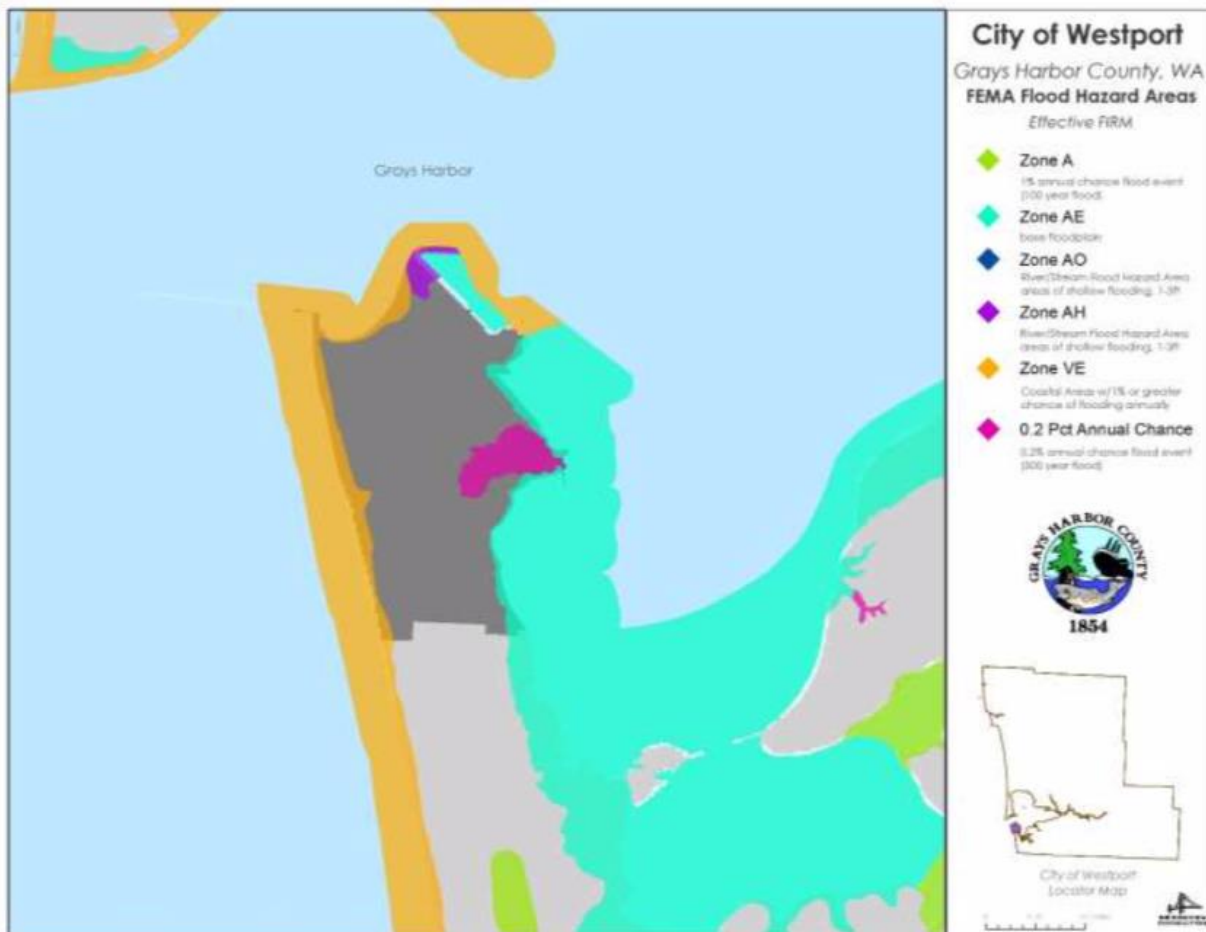 Grays Harbor
City of Westport
Grays Harbor County, WA
FEMA Flood Hazard Areas
Effective FIRM
Zone A
1% annual chance flood event
(100 year flood)
Zone AE
base floodplain
Zone AO
River/Stream Flood Hazard Area
areas of shallow flooding, 1-3ft
Zone AH
River/Stream Flood Hazard Area
areas of shallow flooding, 1-3ft
Zone VE
Coastal Areas w/1% or greater
chance of flooding annually
0.2 Pct Annual Chance
0.2% annual chance flood event
(500 year flood)
GRAYS HARBOR COUNTY
1854
City of Westport
Locator Map